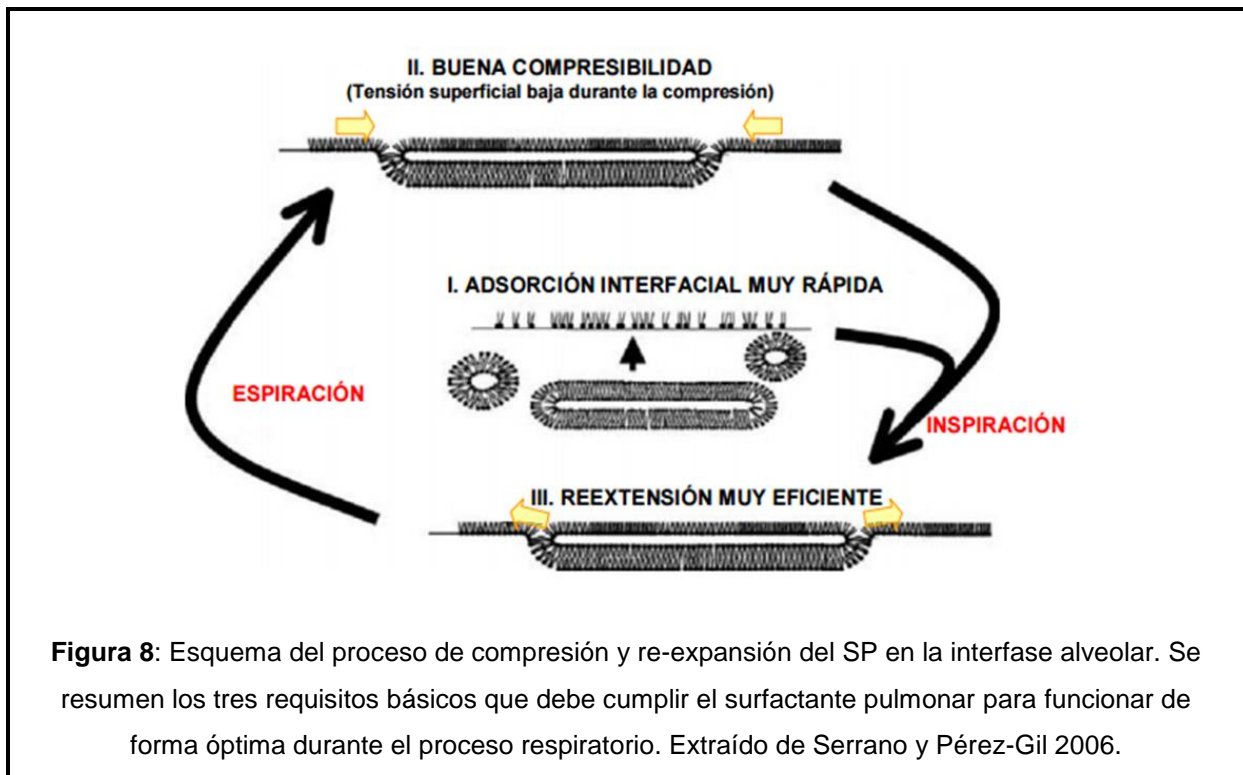 II. BUENA COMPRESIBILIDAD
(Tensión superficial baja durante la compresión)
I. ADSORCIÓN INTERFACIAL MUY RÁPIDA
ESPIRACIÓN
INSPIRACIÓN
III. REEXTENSIÓN MUY EFICIENTE
Figura 8: Esquema del proceso de compresión y re-expansión del SP en la interfase alveolar. Se
resumen los tres requisitos básicos que debe cumplir el surfactante pulmonar para funcionar de
forma óptima durante el proceso respiratorio. Extraído de Serrano y Pérez-Gil 2006.